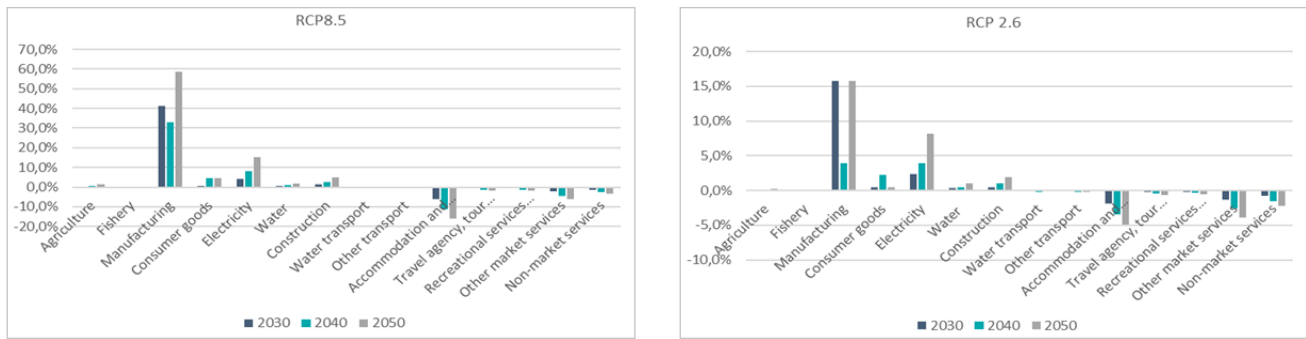 RCP8.5
70,0%
60,0%
50,0%
40,0%
30,0%
20,0%
10,0%
0,0%
-10,0%
-20,0%
Agriculture
Fishery
Manufacturing
Consumer goods
Electricity
Water
Construction
Water transport
Other transport
Accommodation and...
Travel agency, tour...
Recreational services...
Other market services
Non-market services
2030 2040 2050
RCP 2.6
20,0%
15,0%
10,0%
5,0%
0,0%
-5,0%
-10,0%
Agriculture
Fishery
Manufacturing
Consumer goods
Electricity
Water
Construction
Water transport
Other transport
Accommodation and...
Travel agency, tour...
Recreational services...
Other market services
Non-market services
2030 2040 2050